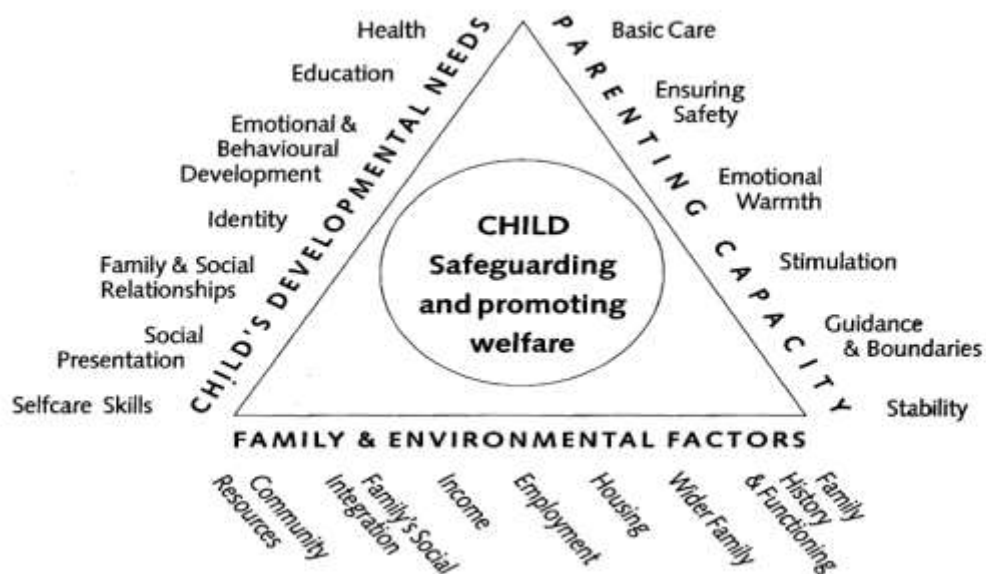 Health
Education
Emotional &
Behavioural
Development
Identity
Family & Social
Relationships
Social
Presentation
Selfcare Skills
CHILD'S DEVELOPMENTAL NEEDS
CHILD
Safeguarding
and promoting
welfare
PARENTING CAPACITY
Basic Care
Ensuring
Safety
Emotional
Warmth
Stimulation
Guidance
& Boundaries
Stability
FAMILY & ENVIRONMENTAL FACTORS
Community
Resources
Family's Social
Integration
Income
Employment
Housing
Wider Family
Family
History
& Functioning